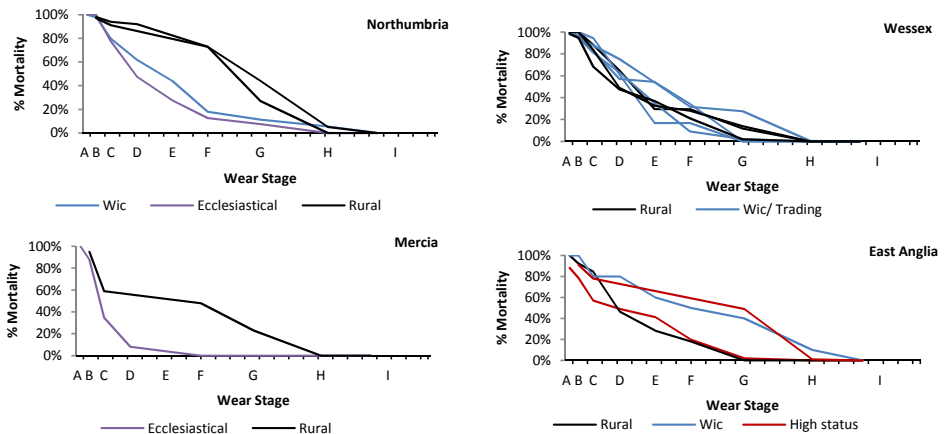 Northumbria
% Mortality
100%
80%
60%
40%
20%
0%
A B C D E F G H I
Wear Stage
Wic Ecclesiastical Rural
Wessex
% Mortality
100%
80%
60%
40%
20%
0%
A B C D E F G H I
Wear Stage
Rural Wic/ Trading
Mercia
% Mortality
100%
80%
60%
40%
20%
0%
A B C D E F G H I
Wear Stage
Ecclesiastical Rural
East Anglia
% Mortality
100%
80%
60%
40%
20%
0%
A B C D E F G H I
Wear Stage
Rural Wic High status